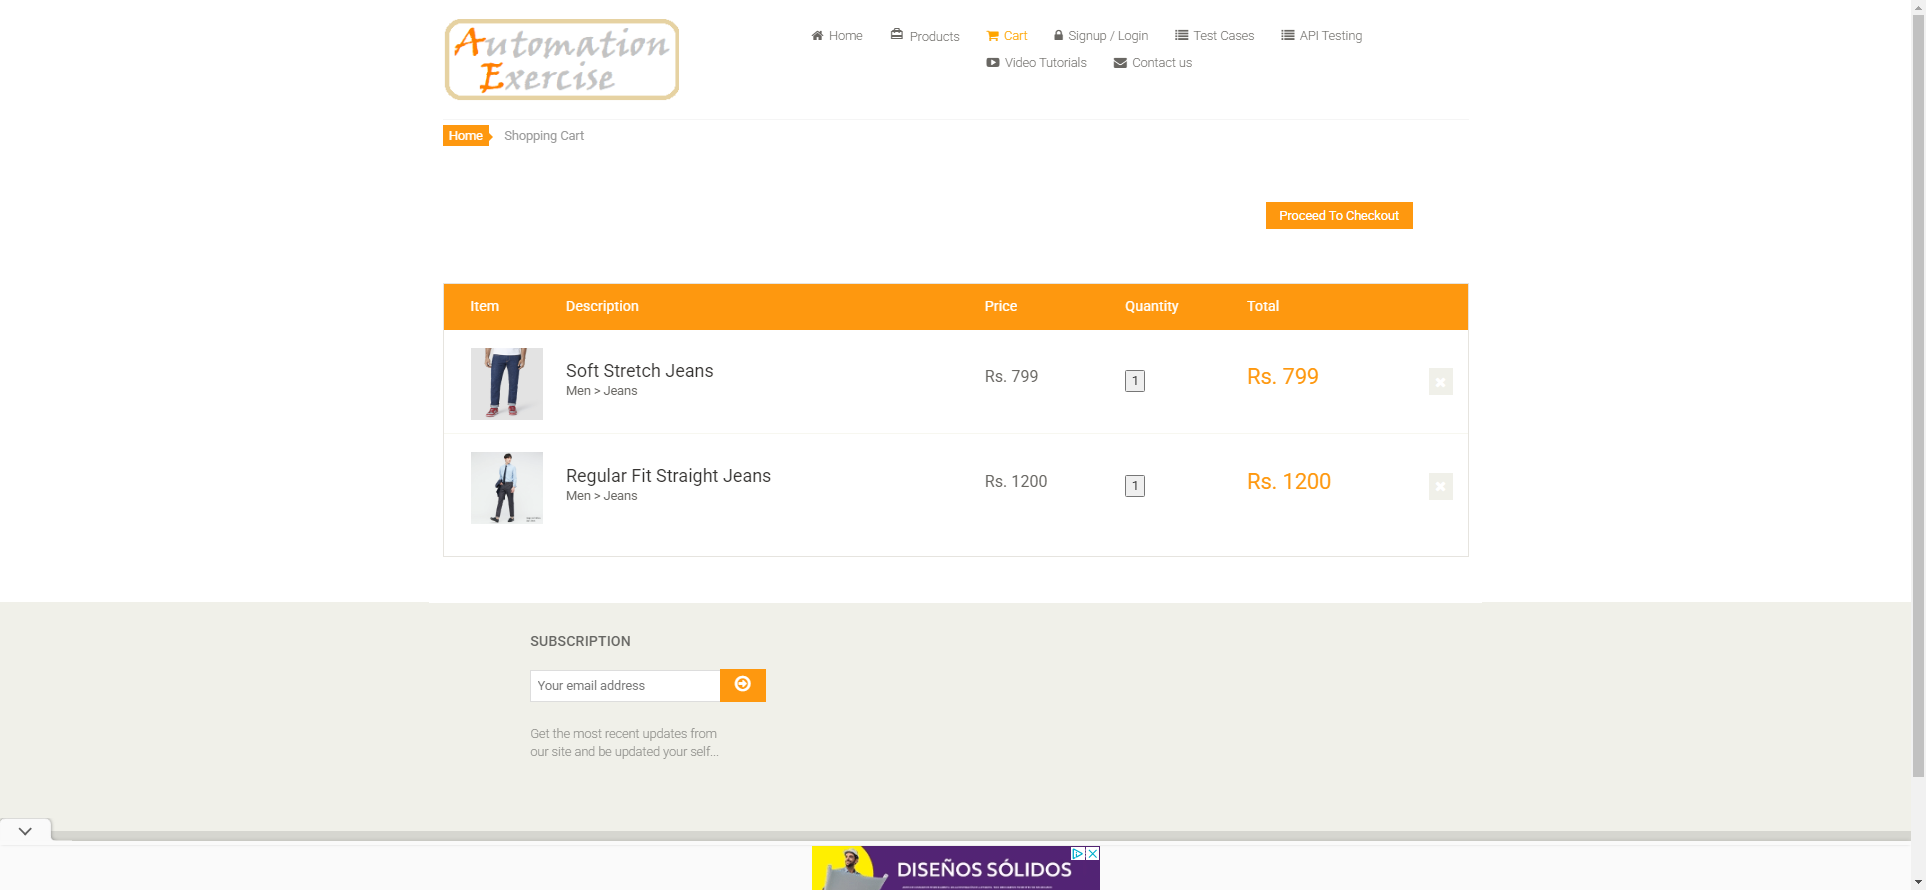 Automation
Exercise
Home
Products
Cart
Signup / Login
Test Cases
API Testing
Video Tutorials
Contact us
Home
Shopping Cart
Proceed To Checkout
Item Description Price Quantity Total
Soft Stretch Jeans
Men > Jeans
Rs. 799
1
Rs. 799
Regular Fit Straight Jeans
Men > Jeans
Rs. 1200
1
Rs. 1200
SUBSCRIPTION
Your email address
Get the most recent updates from
our site and be updated your self...
DISEÑOS SÓLIDOS